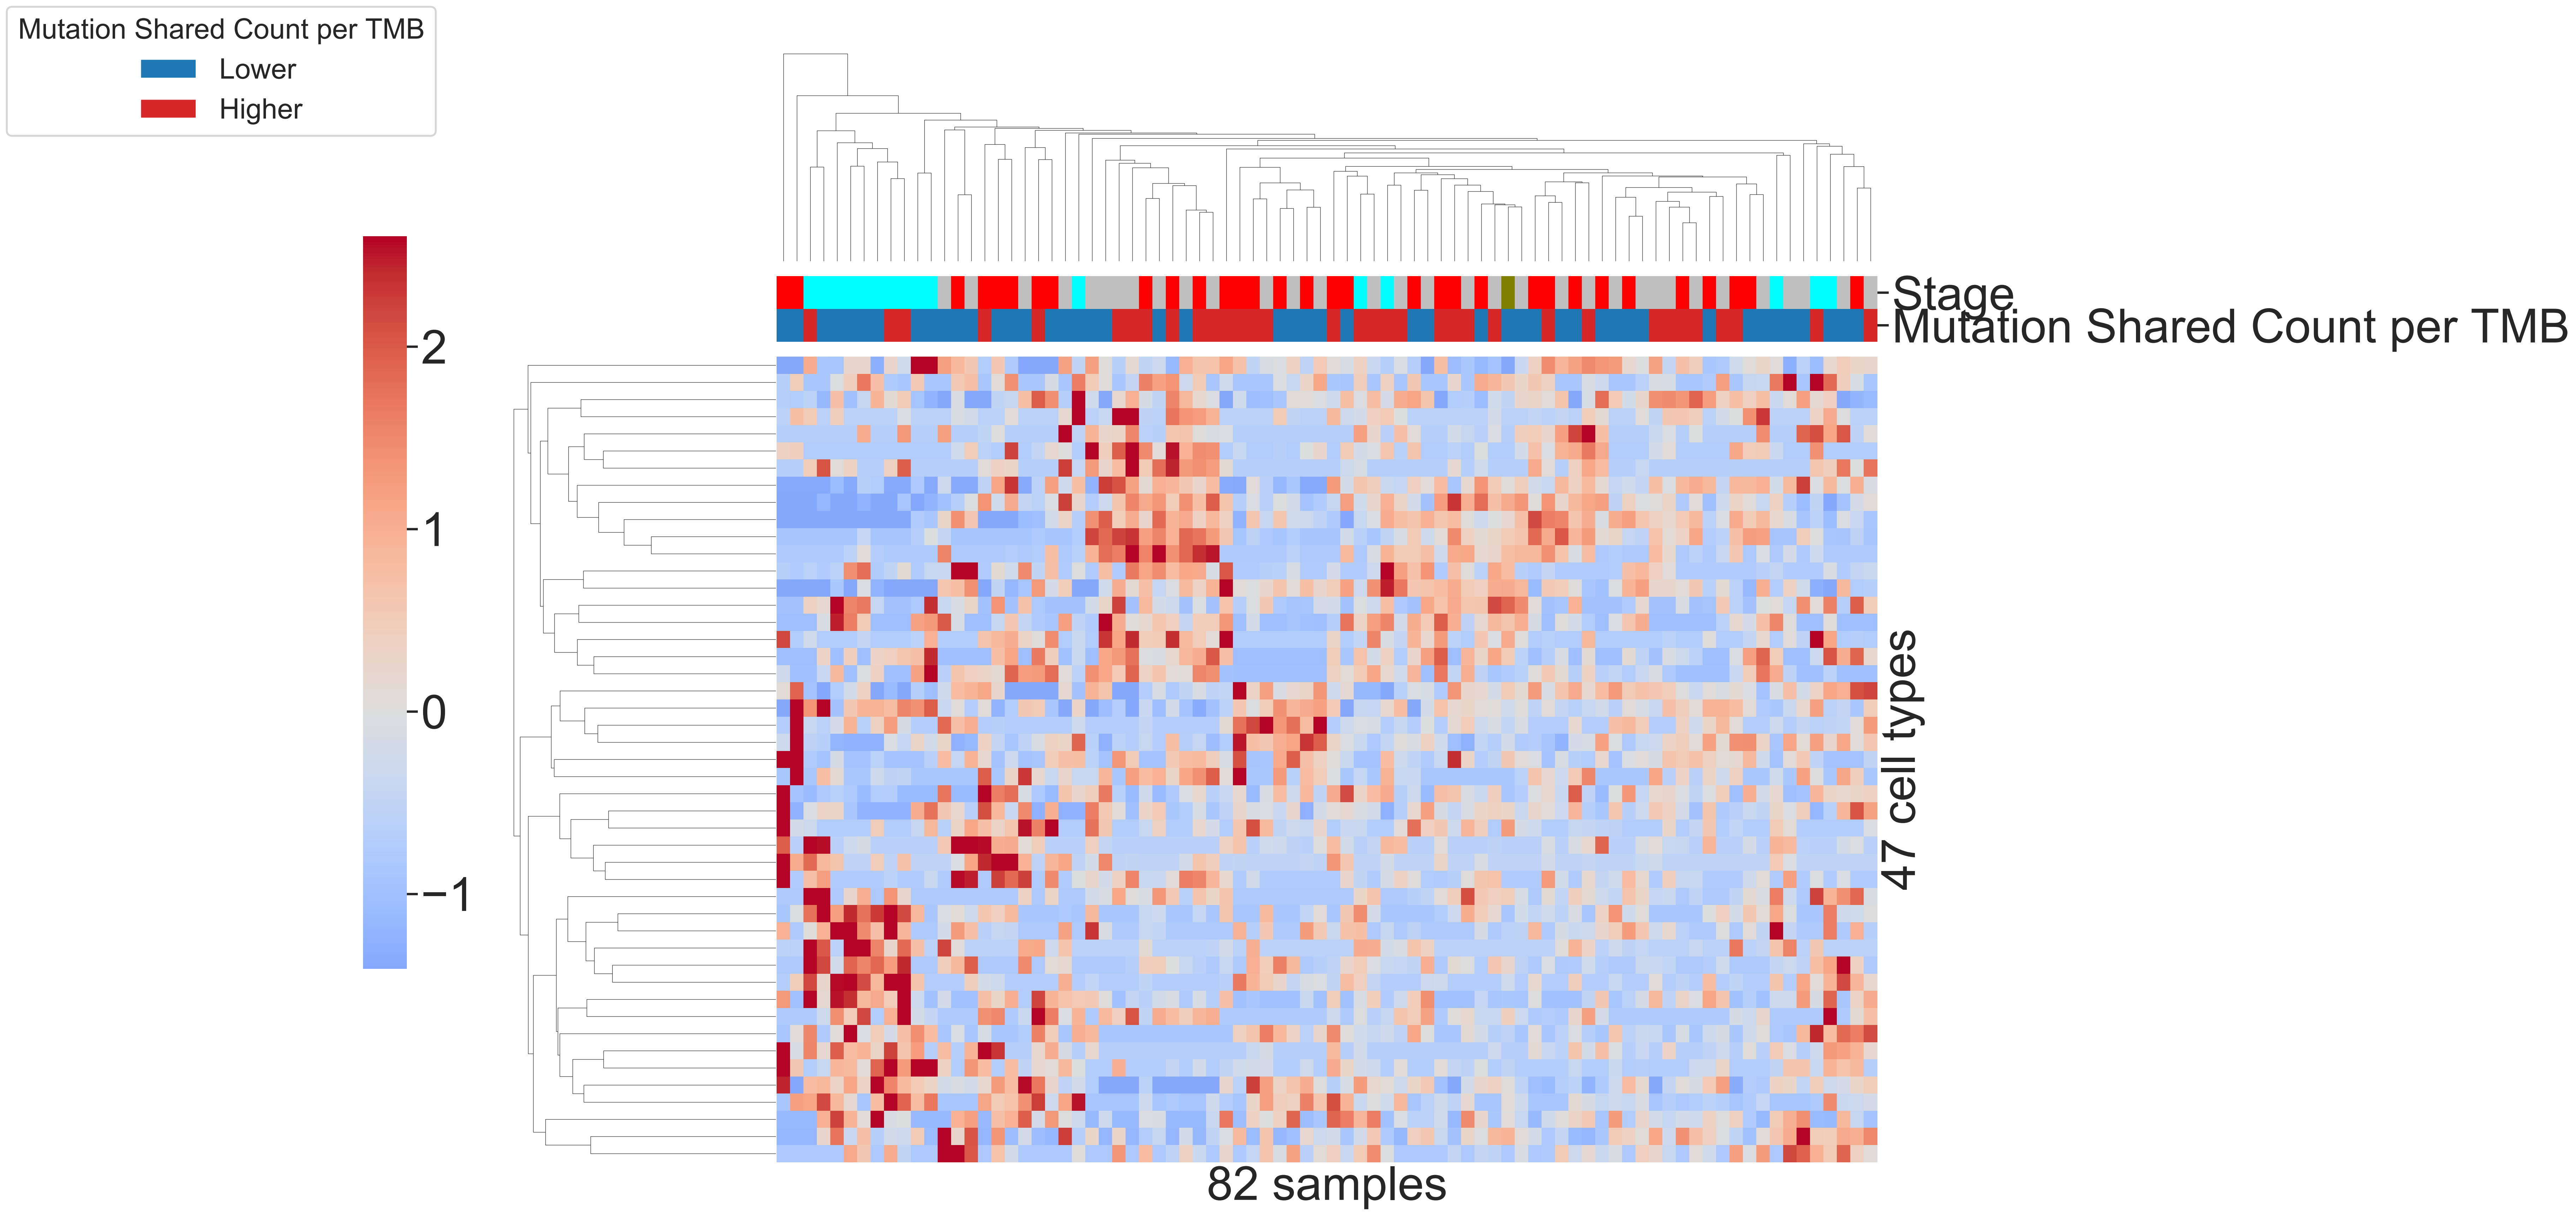 Mutation Shared Count per TMB
Lower
Higher
Stage
Mutation Shared Count per TMB
2
1
0
−1
47 cell types
82 samples